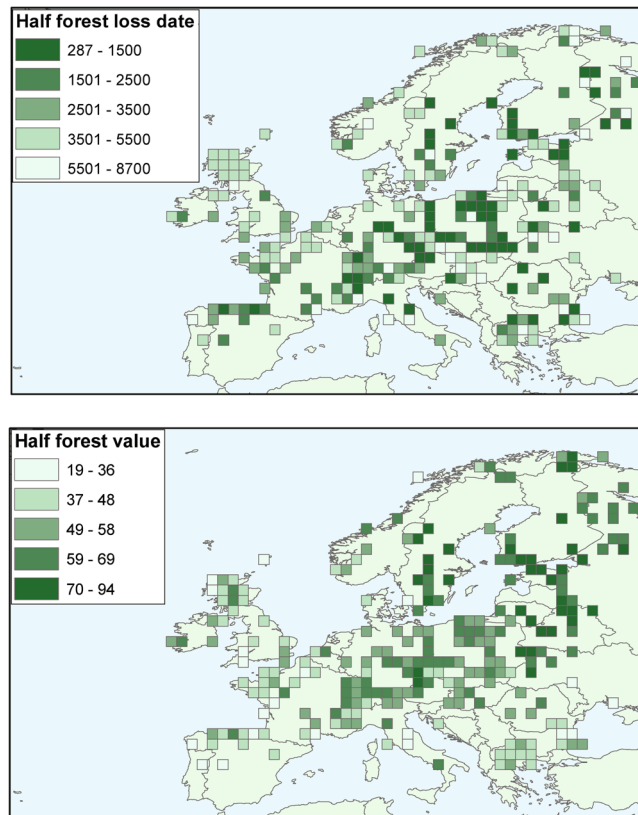 Half forest loss date
287 - 1500
1501 - 2500
2501 - 3500
3501 - 5500
5501 - 8700
Half forest value
19 - 36
37 - 48
49 - 58
59 - 69
70 - 94